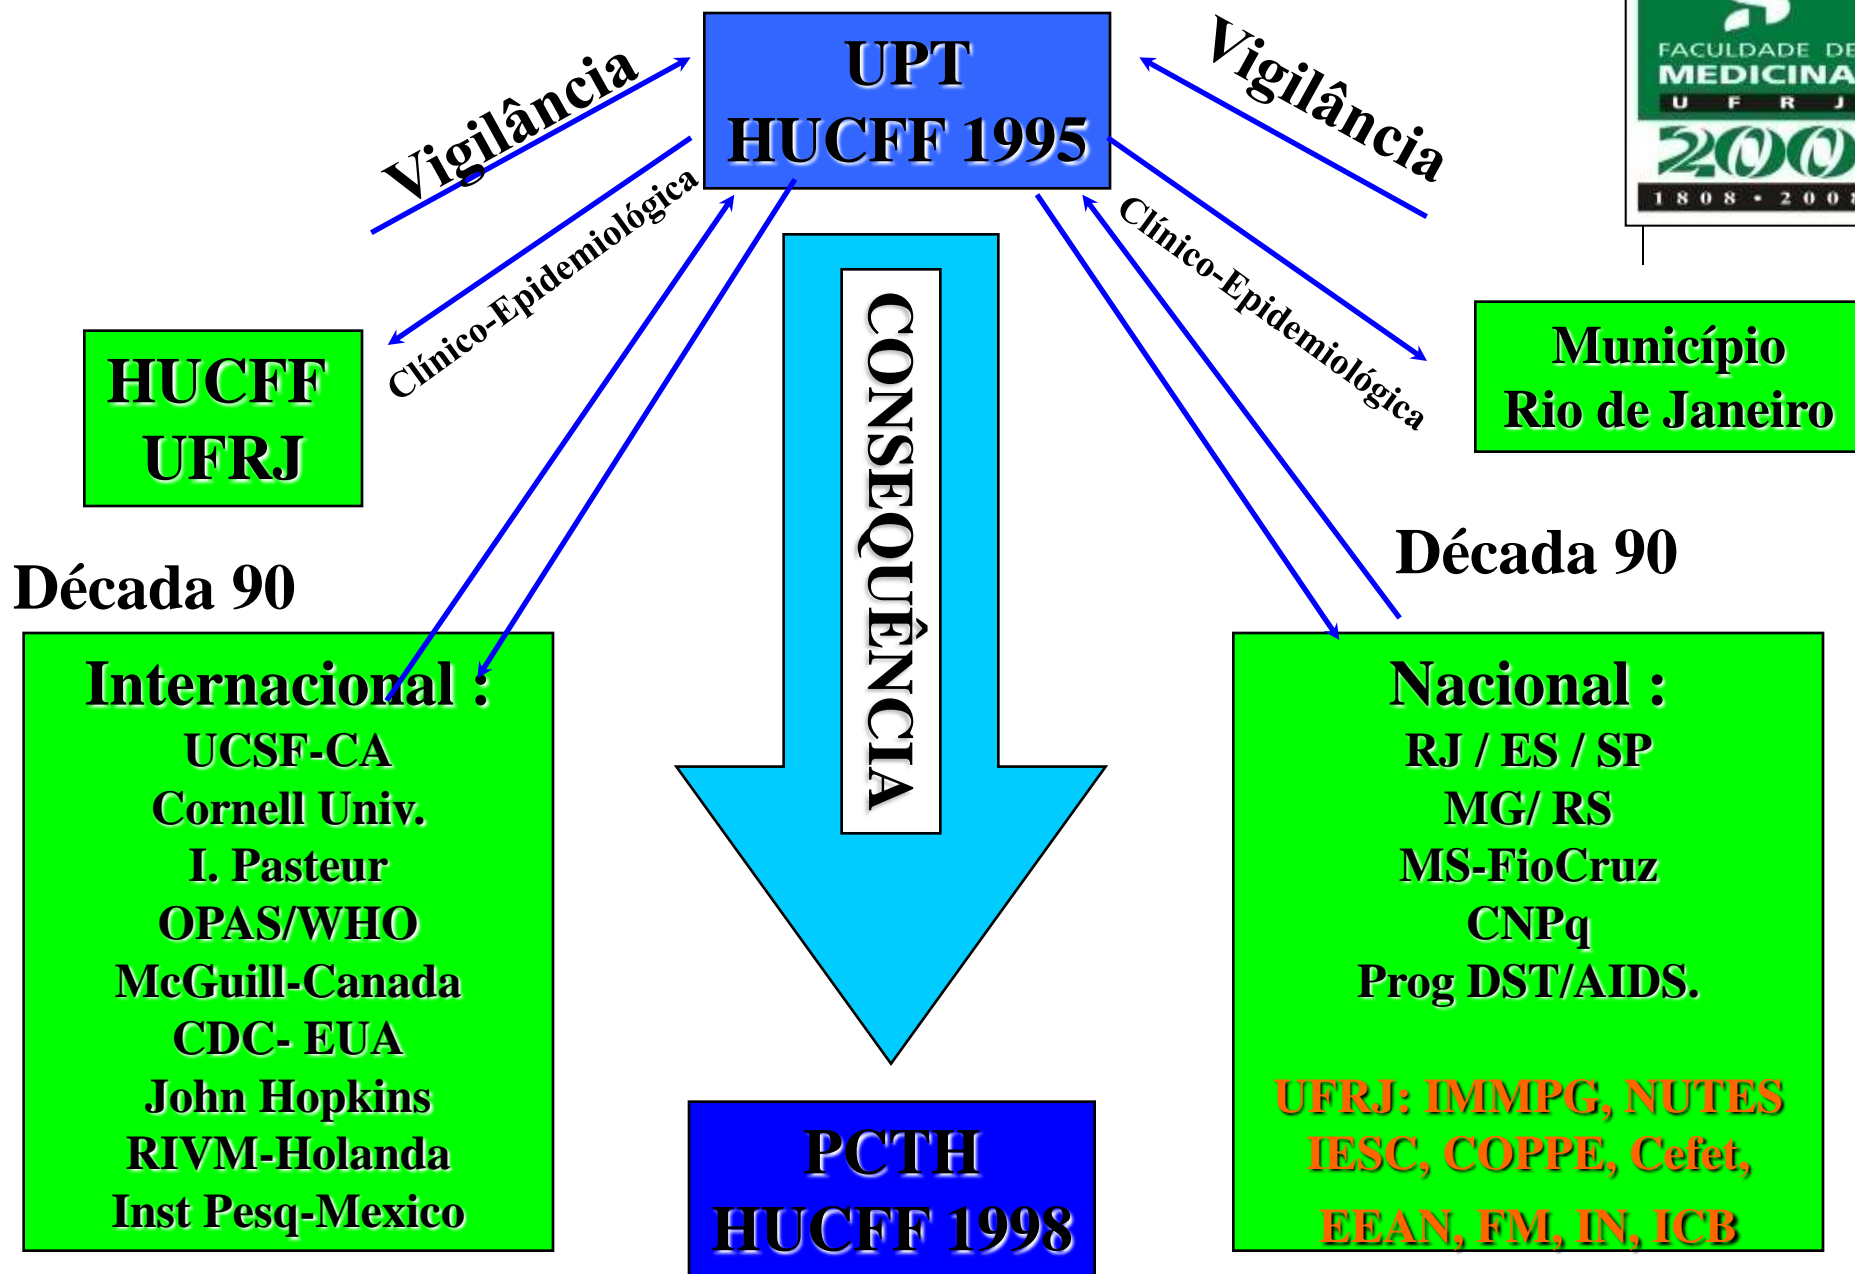 UPT
HUCFF 1995
Vigilância
Clínico-Epidemiológica
Vigilância
Clínico-Epidemiológica
FACULDADE DE
MEDICINA
U F R J
200
1808 • 2008
HUCFF
UFRJ
Município
Rio de Janeiro
CONSEQUÊNCIA
Década 90
Década 90
Internacional :
UCSF-CA
Cornell Univ.
I. Pasteur
OPAS/WHO
McGuill-Canada
CDC- EUA
John Hopkins
RIVM-Holanda
Inst Pesq-Mexico
Nacional :
RJ / ES / SP
MG/ RS
MS-FioCruz
CNPq
Prog DST/AIDS.
UFRJ: IMMPG, NUTES
IESC, COPPE, Cefet,
EEAN, FM, IN, ICB
PCTH
HUCFF 1998